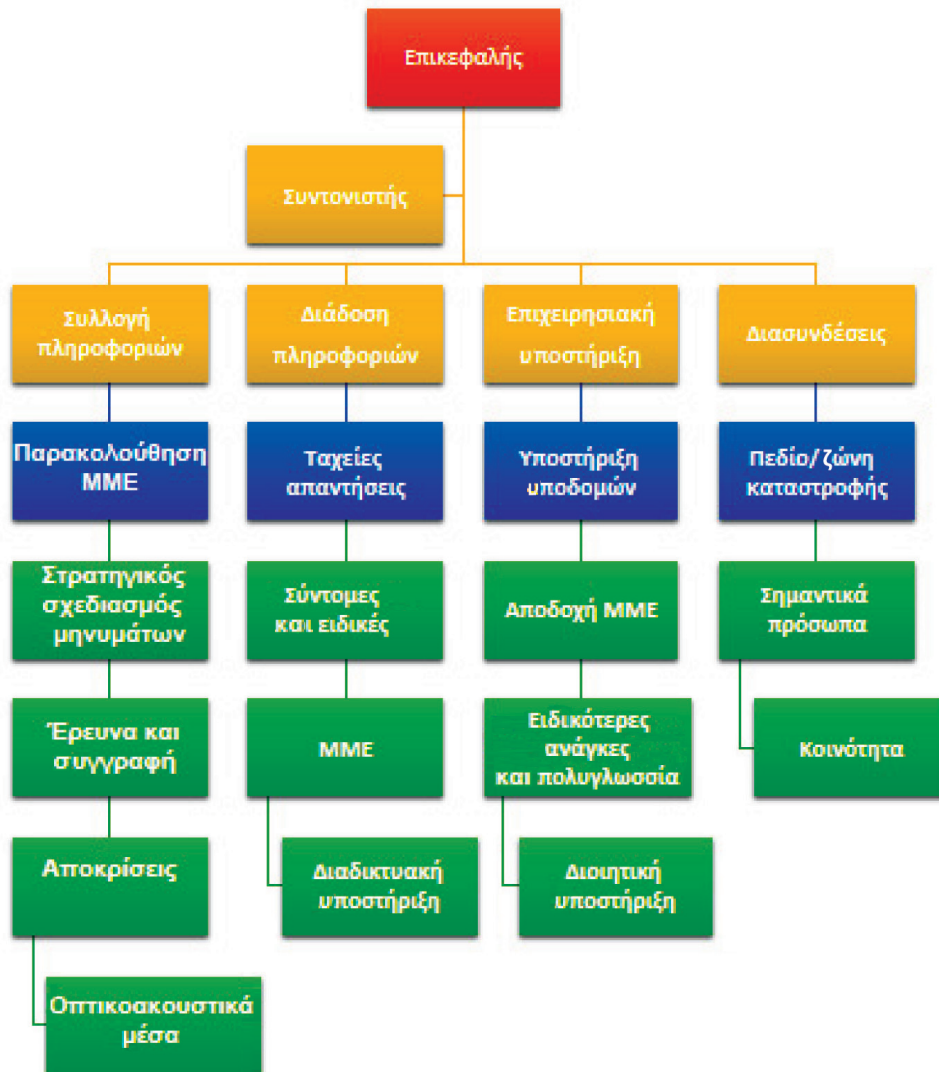 Επικεφαλής
Συντονιστής
Συλλογή
πληροφοριών
Διάδοση
πληροφοριών
Επιχειρησιακή
υποστήριξη
Διασυνδέσεις
Παρακολούθηση
ΜΜΕ
Ταχείες
απαντήσεις
Υποστήριξη
υποδομών
Πεδίο/ ζώνη
καταστροφής
Στρατηγικός
σχεδιασμός
μηνυμάτων
Σύντομες
και ειδικές
Αποδοχή ΜΜΕ
Σημαντικά
πρόσωπα
Έρευνα και
συγγραφή
ΜΜΕ
Ειδικότερες
ανάγκες
και πολυγλωσσία
Κοινότητα
Αποκρίσεις
Διαδικτυακή
υποστήριξη
Διοιητική
υποστήριξη
Οπτικοακουστικά
μέσα